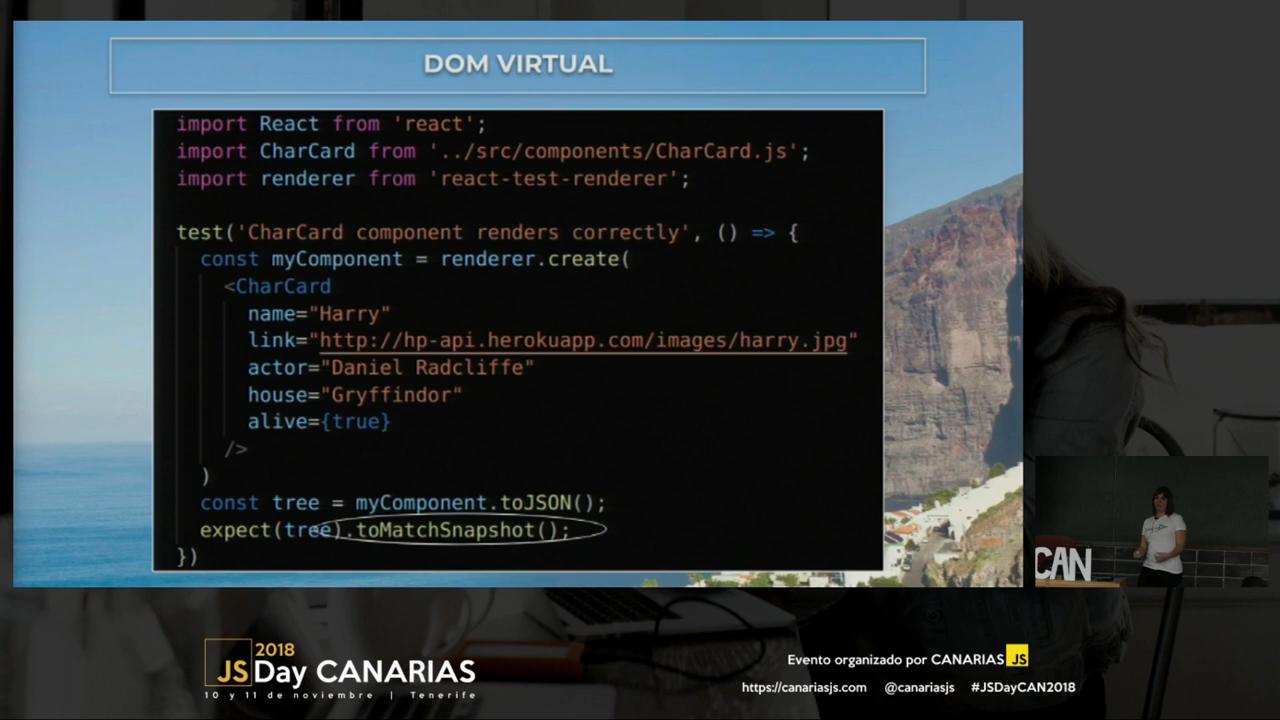 DOM VIRTUAL
import React from 'react';
import CharCard from '../src/components/CharCard.js';
import renderer from 'react-test-renderer';
test('CharCard component renders correctly', () => {
const myComponent = renderer.create(
<CharCard
name="Harry"
link="http://hp-api.herokuapp.com/images/harry.jpg"
actor="Daniel Radcliffe"
house="Gryffindor"
alive={true}
/>
)
const tree = myComponent.toJSON();
expect(tree).toMatchSnapshot();
})
CAN
2018
JSDay CANARIAS
10 y 11 de noviembre | Tenerife
Evento organizado por CANARIAS JS
https://canariasjs.com @canariasjs #JSDayCAN2018